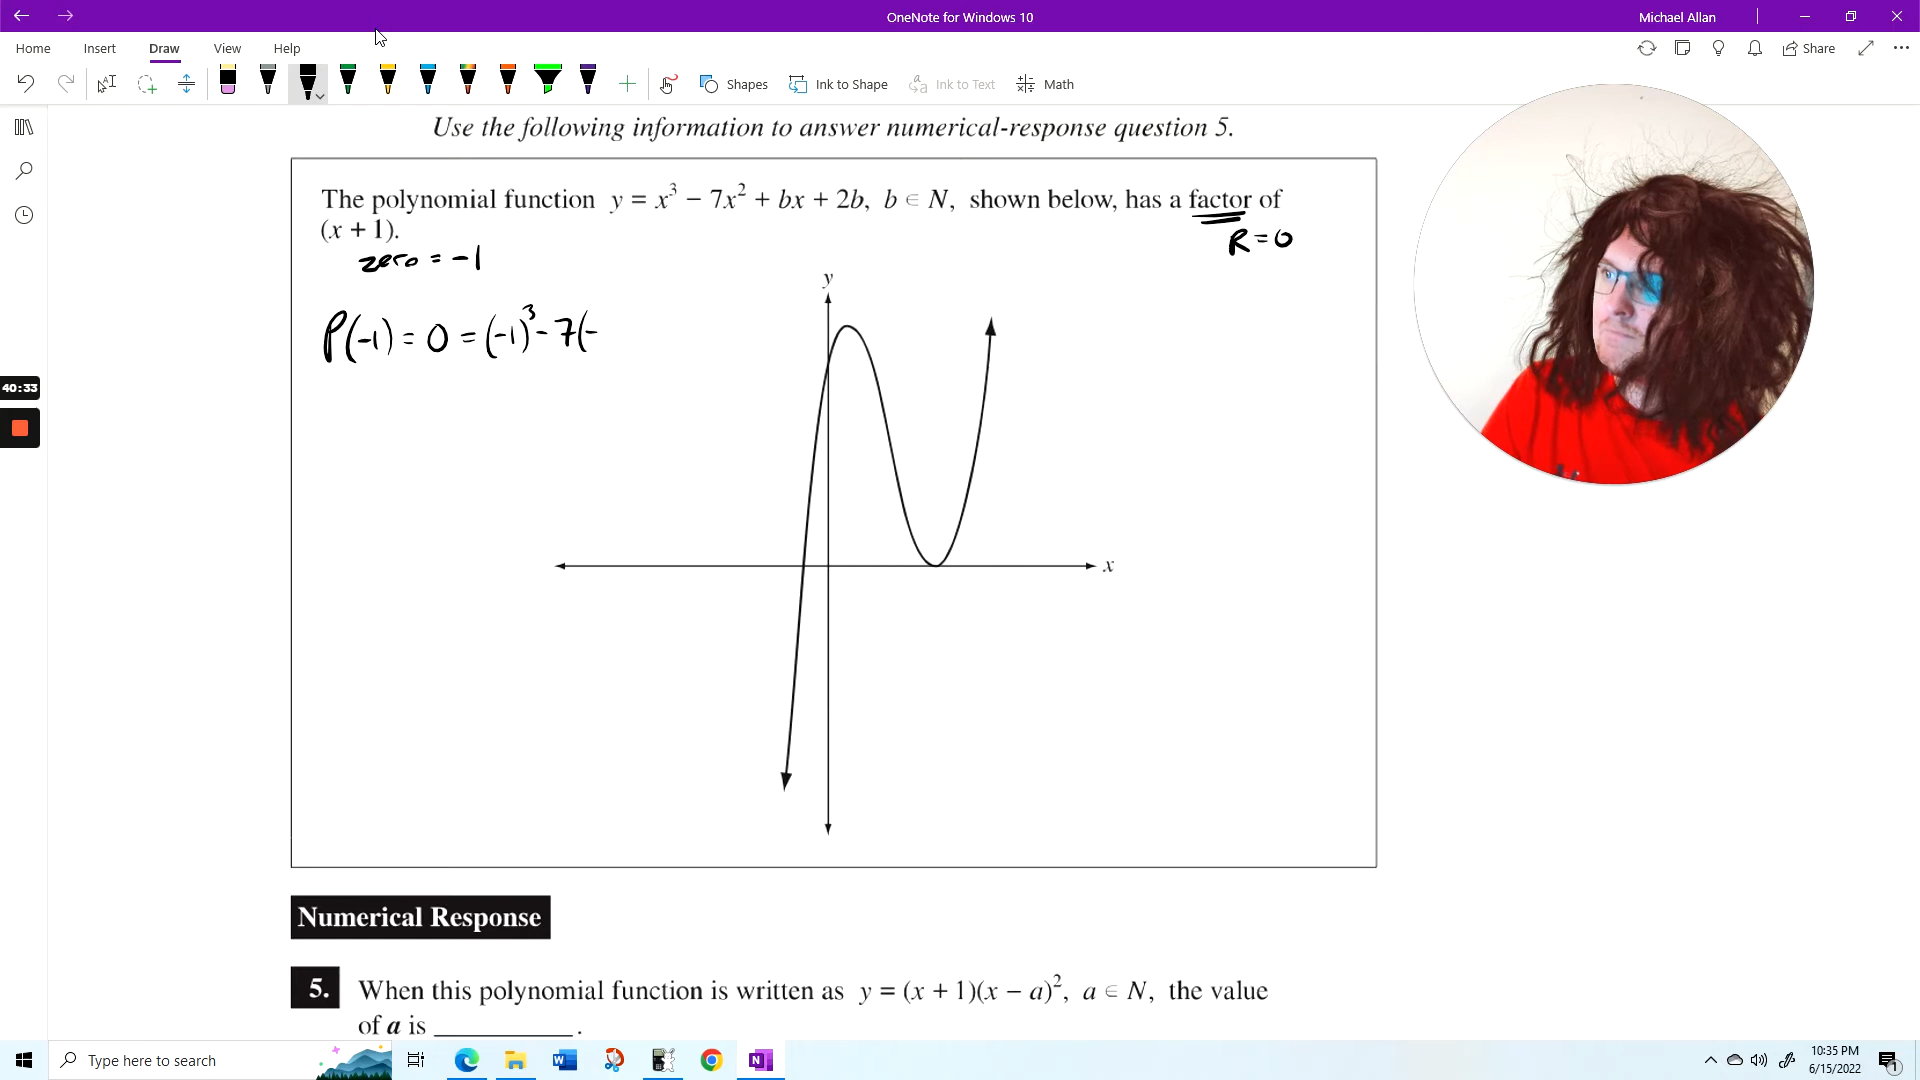 OneNote for Windows 10
Michael Allan
Home Insert Draw View Help
Share
Shapes Ink to Shape Ink to Text Math
Use the following information to answer numerical-response question 5.
The polynomial function y = x³ − 7x² + bx + 2b, b ∈ N, shown below, has a factor of
(x + 1).
R = 0
zero = -1
P(-1) = 0 = (-1)³ - 7(-
y
x
40:33
Numerical Response
5. When this polynomial function is written as y = (x + 1)(x − a)², a ∈ N, the value
of a is ___________.
Type here to search
10:35 PM
6/15/2022
1